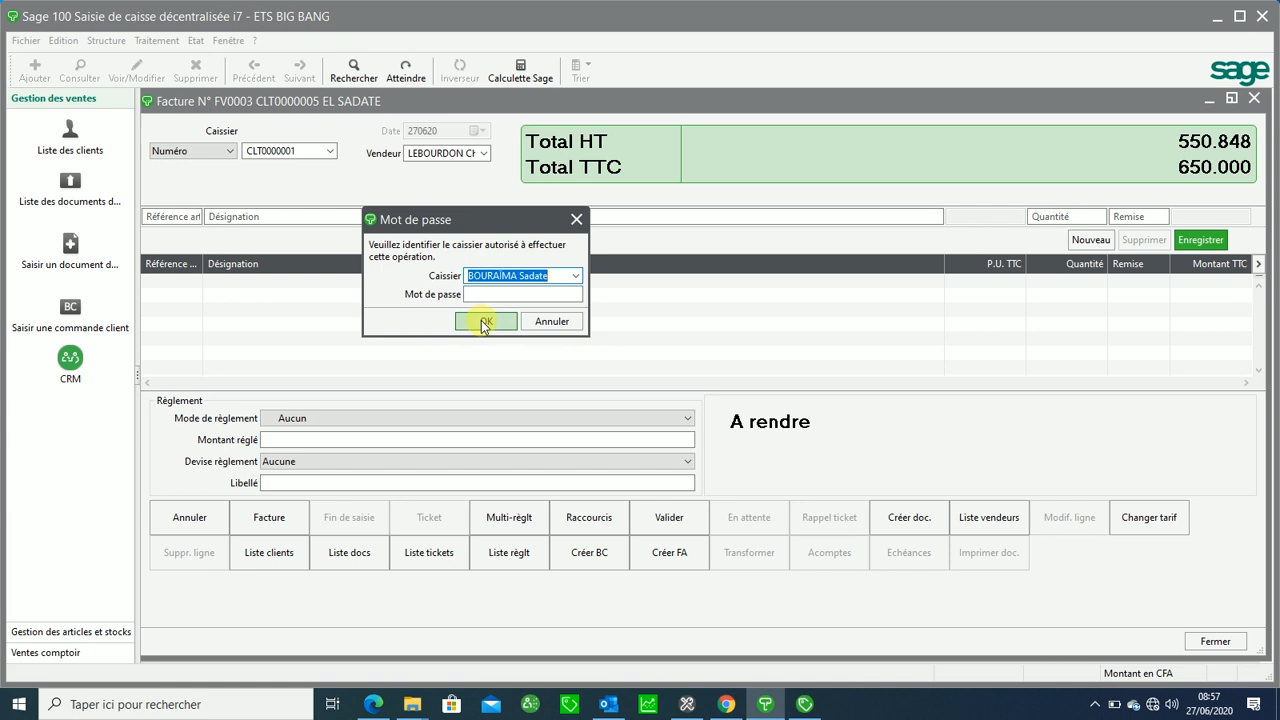 Sage 100 Saisie de caisse décentralisée i7 - ETS BIG BANG
Fichier Edition Structure Traitement Etat Fenêtre ?
Ajouter Consulter Voir/Modifier Supprimer Précédent Suivant Rechercher Atteindre Inverseur Calculette Sage Trier
sage
Gestion des ventes
Liste des clients
Liste des documents d...
Saisir un document d...
BC
Saisir une commande client
CRM
Gestion des articles et stocks
Ventes comptoir
Facture N° FV0003 CLT0000005 EL SADATE
Caissier Date 270620
Numéro CLT0000001 Vendeur LEBOURDON CH
Total HT 550.848
Total TTC 650.000
Référence art Désignation Quantité Remise
Nouveau Supprimer Enregistrer
Référence ... Désignation P.U. TTC Quantité Remise Montant TTC
Mot de passe
Veuillez identifier le caissier autorisé à effectuer
cette opération.
Caissier BOURAÏMA Sadate
Mot de passe
OK Annuler
Règlement
Mode de règlement Aucun
Montant réglé
Devise règlement Aucune
Libellé
A rendre
Annuler Facture Fin de saisie Ticket Multi-règlt Raccourcis Valider En attente Rappel ticket Créer doc. Liste vendeurs Modif. ligne Changer tarif
Suppr. ligne Liste clients Liste docs Liste tickets Liste règlt Créer BC Créer FA Transformer Acomptes Echéances Imprimer doc.
Fermer
Montant en CFA
Taper ici pour rechercher
08:57
27/06/2020